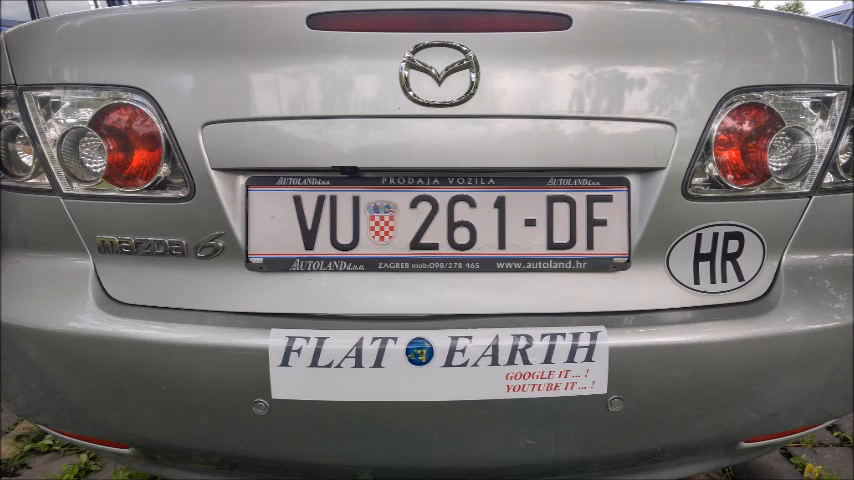 AUTOLAND d.o.o. PRODAJA VOZILA AUTOLAND d.o.o.
VU 261-DF
AUTOLAND d.o.o. ZAGREB mob:098/278 465 www.autoland.hr
mazda 6
HR
FLAT EARTH
GOOGLE IT ... !
YOUTUBE IT ... !